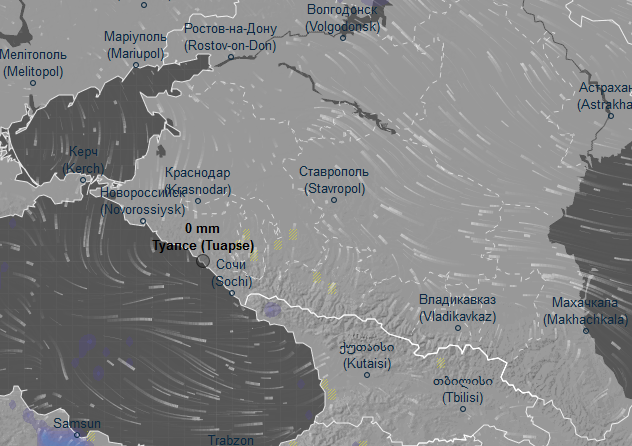 Волгодонск
(Volgodonsk)
Ростов-на-Дону
(Rostov-on-Don)
Маріуполь
(Mariupol)
Мелітополь
(Melitopol)
Астрахан
(Astrakha
Керч
(Kerch)
Краснодар
(Krasnodar)
Ставрополь
(Stavropol)
Новороссийск
(Novorossiysk)
0 mm
Туапсе (Tuapse)
Сочи
(Sochi)
Владикавказ
(Vladikavkaz)
Махачкала
(Makhachkala)
ქუთაისი
(Kutaisi)
თბილისი
(Tbilisi)
Samsun
Trabzon